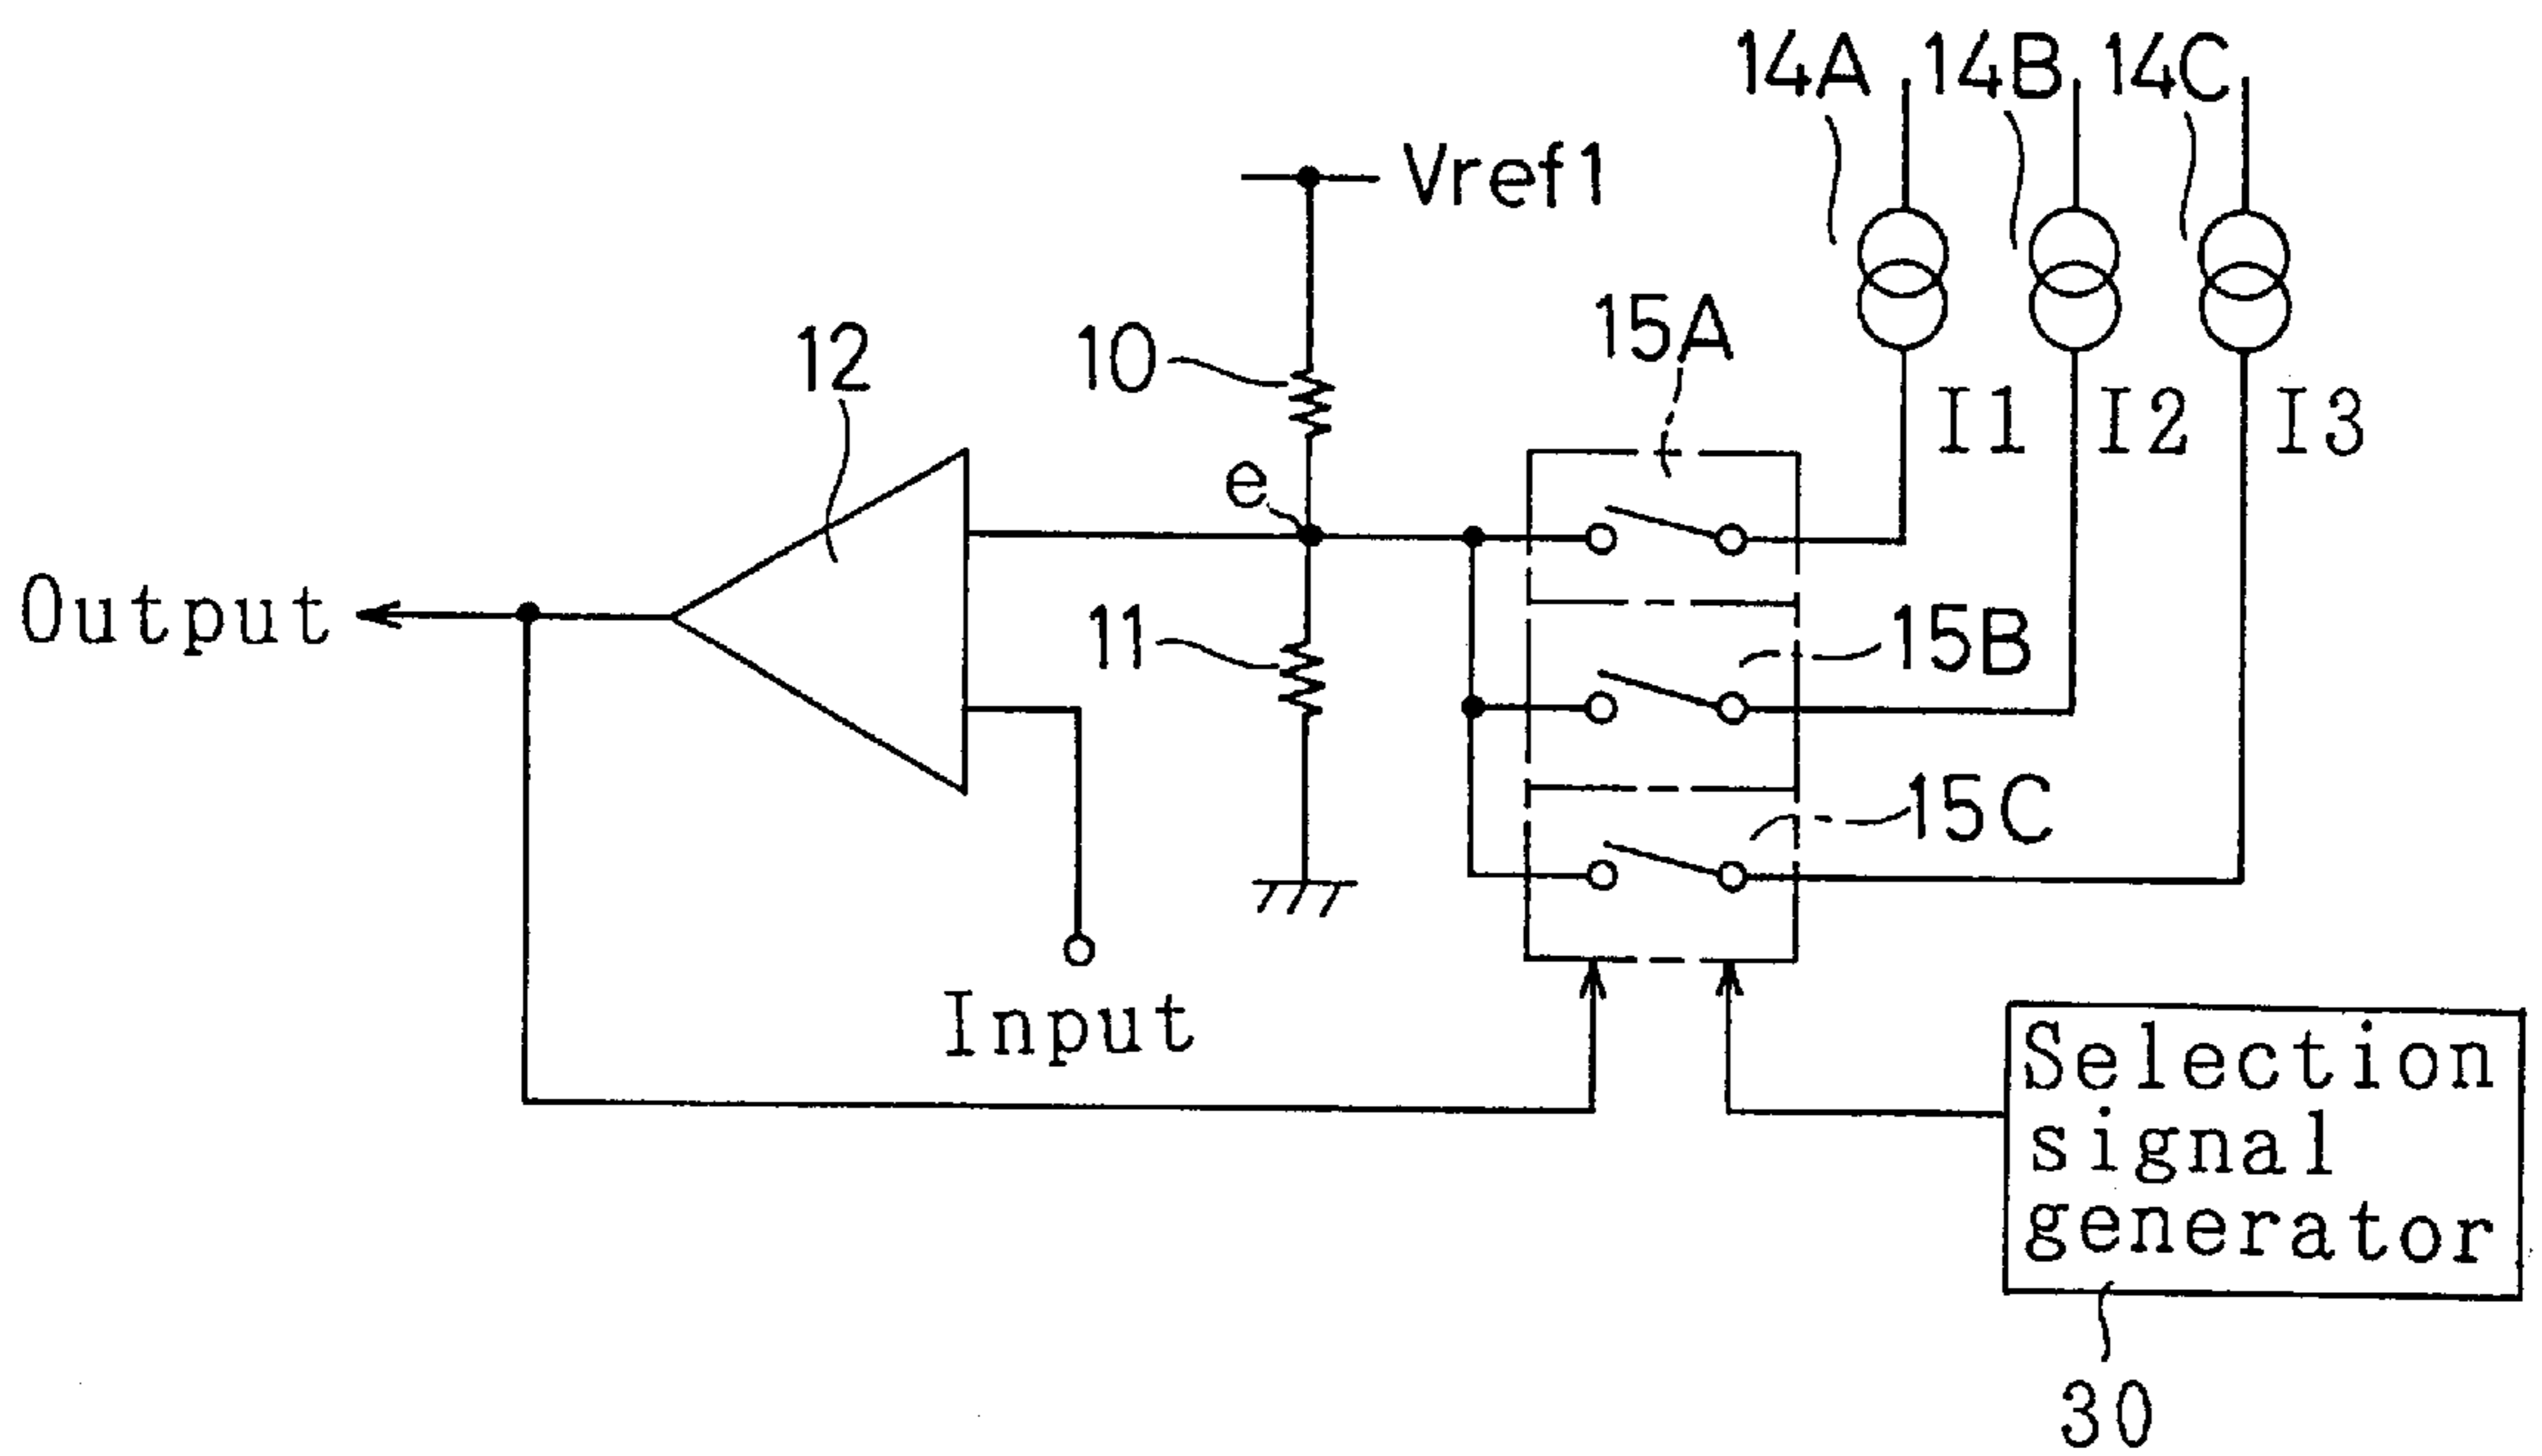 14A 14B 14C
Vref1
15A
12
10
I1 I2 I3
e
Output
11
15B
15C
Input
Selection
signal
generator
30